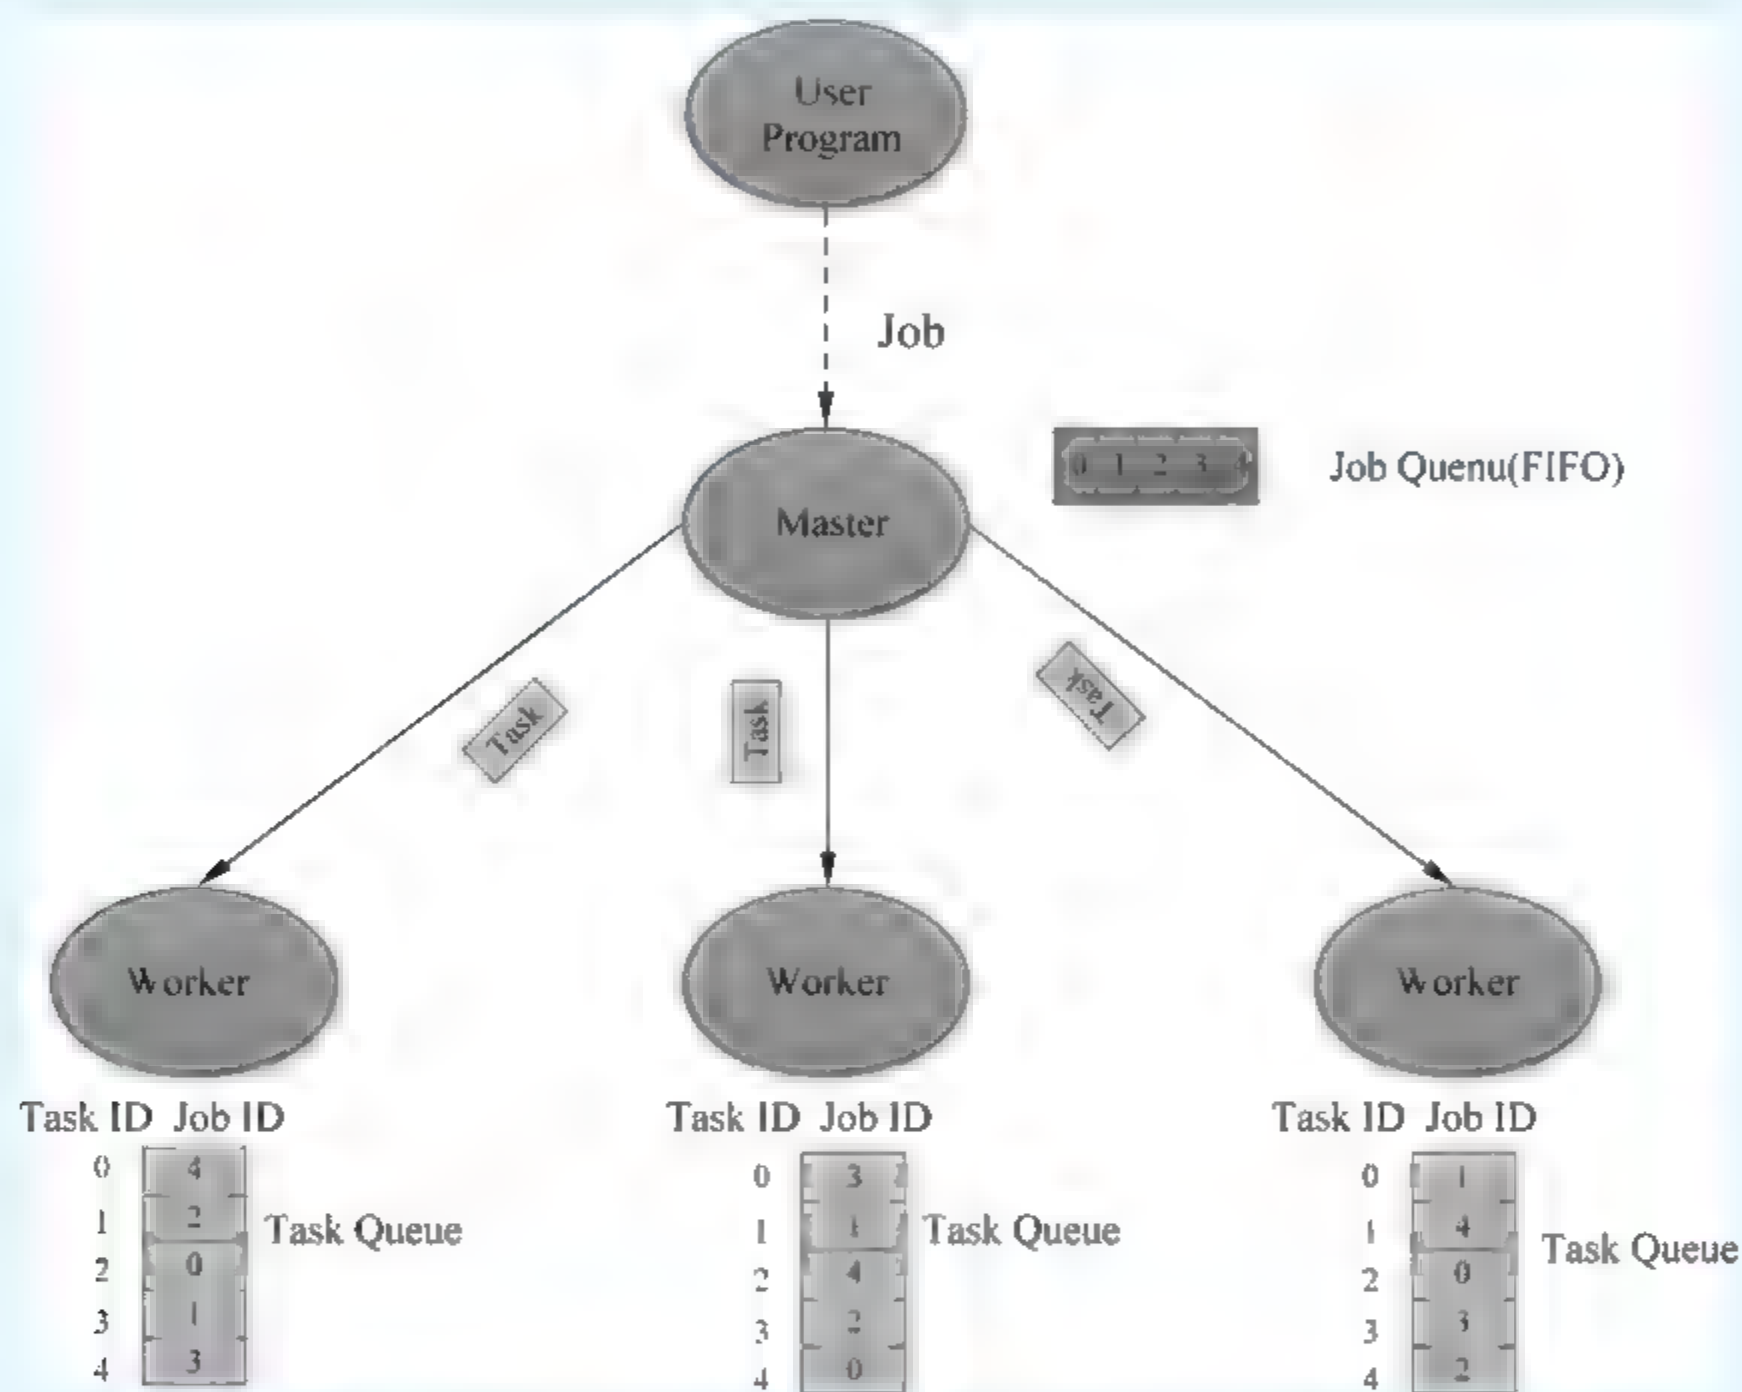 User
Program
Job
0 1 2 3 4
Job Quenu(FIFO)
Master
Task
Task
Task
Worker
Worker
Worker
Task ID Job ID
0 4
1 2
2 0
3 1
4 3
Task Queue
Task ID Job ID
0 3
1 1
2 4
3 2
4 0
Task Queue
Task ID Job ID
0 1
1 4
2 0
3 3
4 2
Task Queue